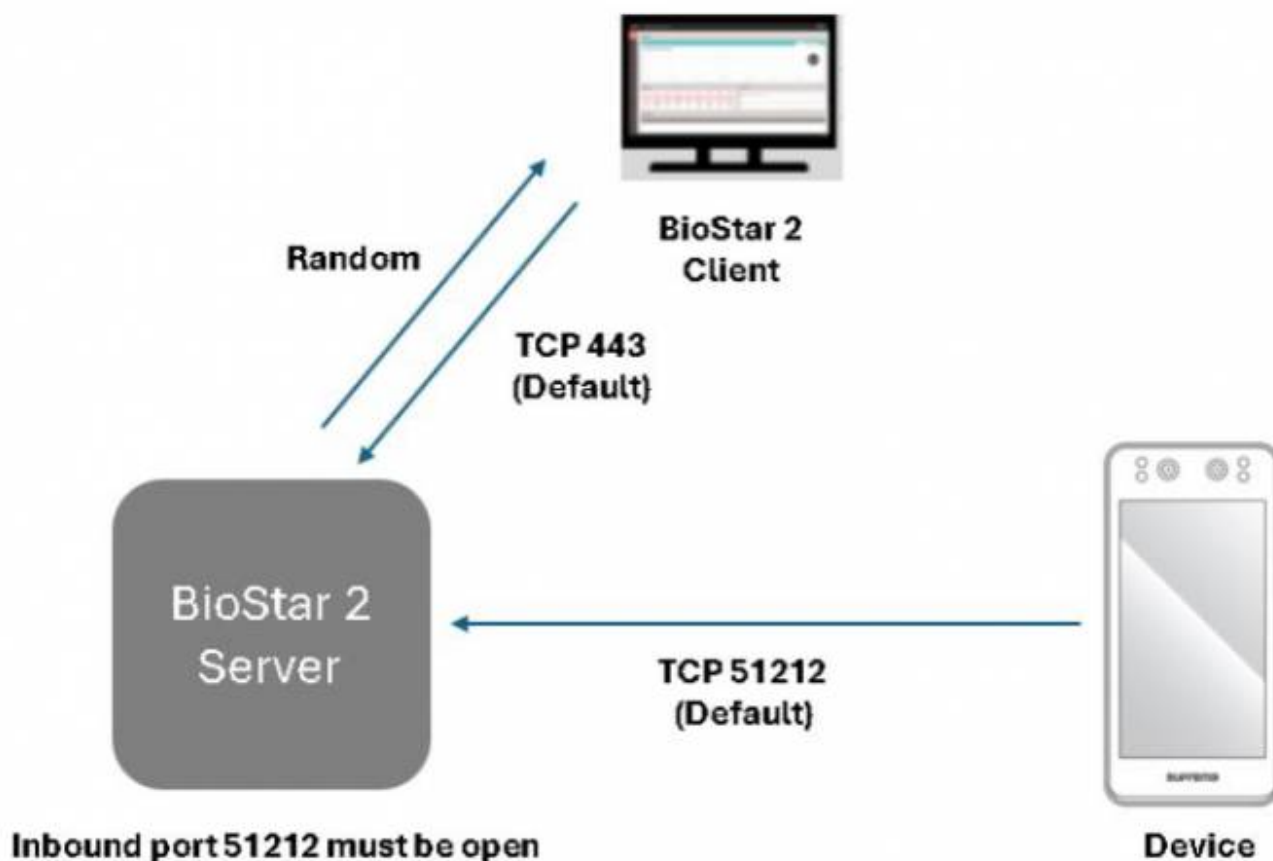 BioStar 2
Client
Random
TCP 443
(Default)
BioStar 2
Server
TCP 51212
(Default)
suprema
Inbound port 51212 must be open
Device